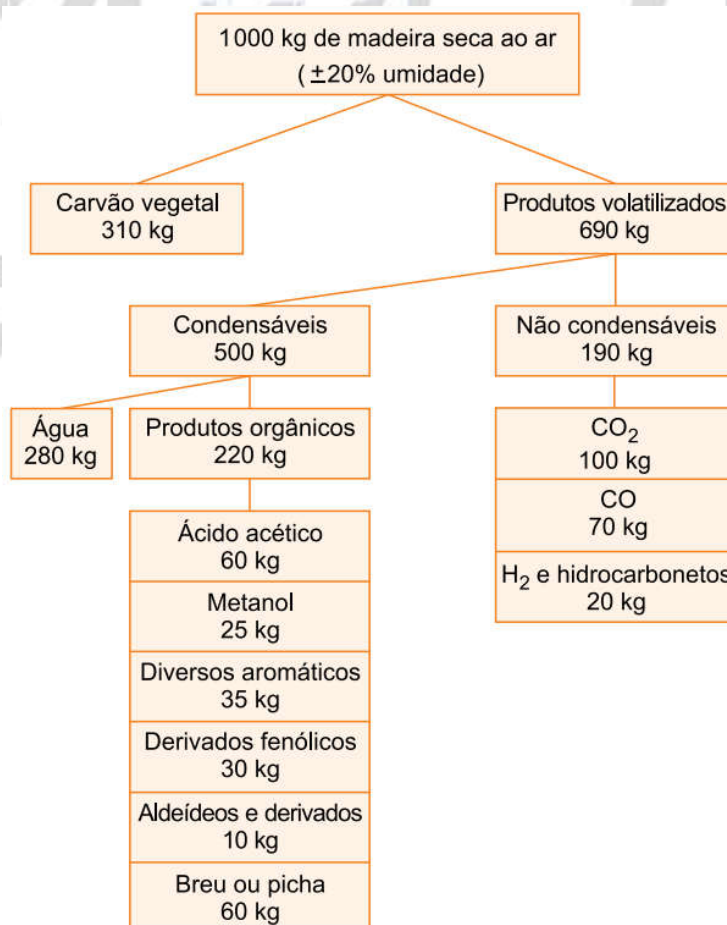 1000 kg de madeira seca ao ar
(±20% umidade)
Carvão vegetal
310 kg
Produtos volatilizados
690 kg
Condensáveis
500 kg
Não condensáveis
190 kg
Água
280 kg
Produtos orgânicos
220 kg
CO₂
100 kg
CO
70 kg
H₂ e hidrocarbonetos
20 kg
Ácido acético
60 kg
Metanol
25 kg
Diversos aromáticos
35 kg
Derivados fenólicos
30 kg
Aldeídeos e derivados
10 kg
Breu ou picha
60 kg